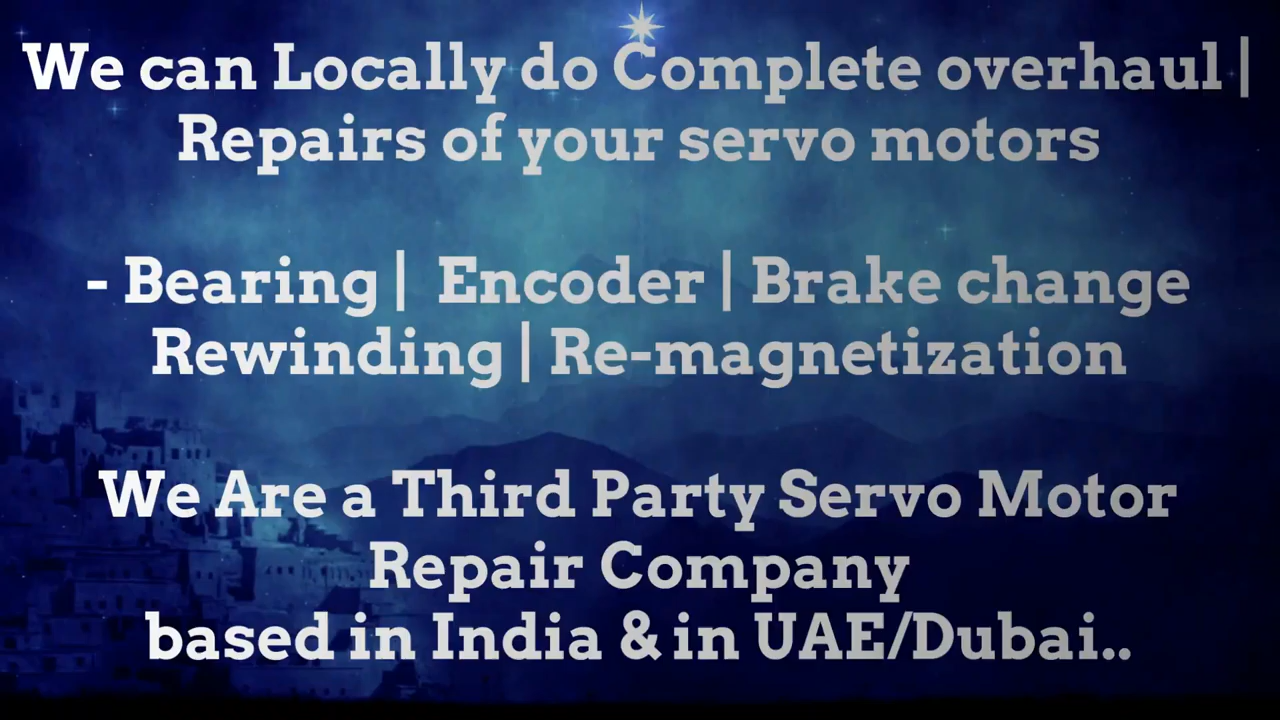 We can Locally do Complete overhaul |
Repairs of your servo motors
- Bearing | Encoder | Brake change
Rewinding | Re-magnetization
We Are a Third Party Servo Motor
Repair Company
based in India & in UAE/Dubai..